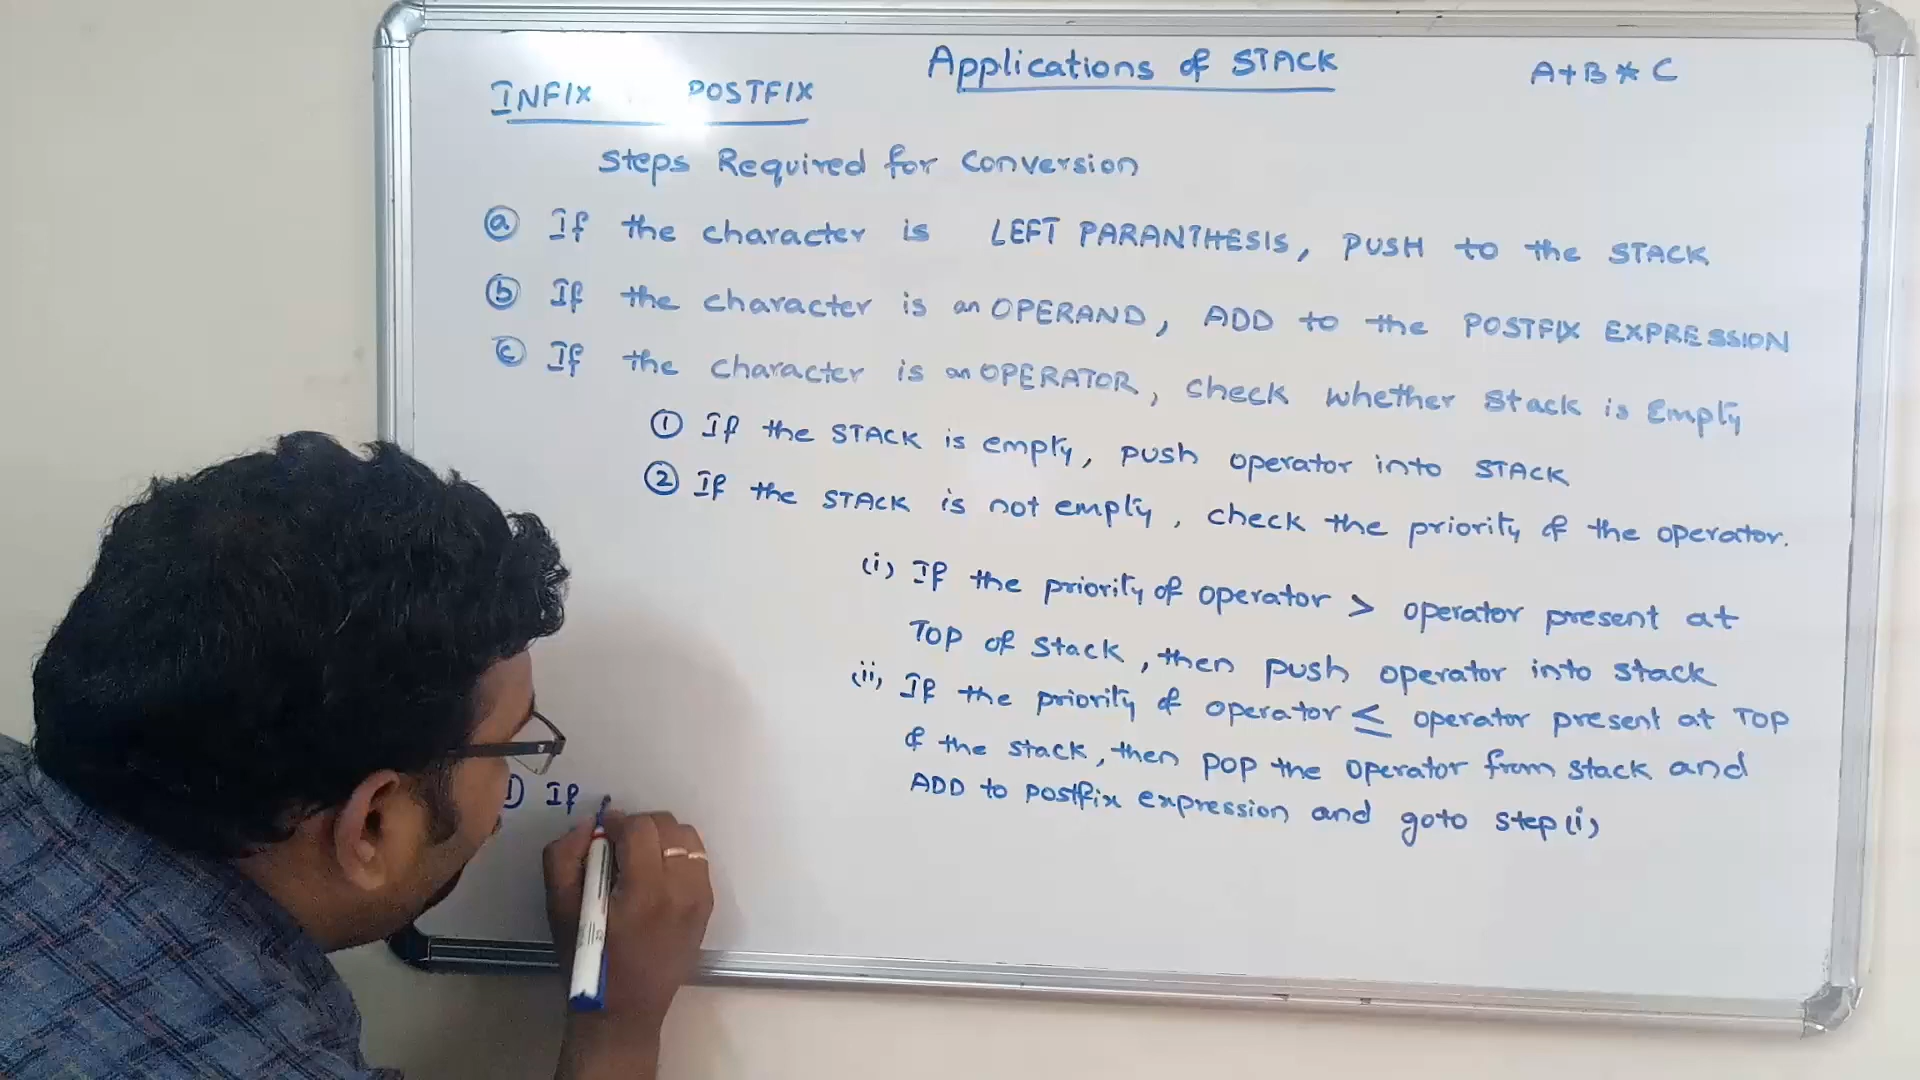 Applications of STACK
A+B*C
INFIX POSTFIX
Steps Required for Conversion
ⓐ If the character is LEFT PARANTHESIS, PUSH to the STACK
ⓑ If the character is an OPERAND, ADD to the POSTFIX EXPRESSION
ⓒ If the character is an OPERATOR, check whether Stack is Empty
① If the STACK is empty, push operator into STACK
② If the STACK is not empty, check the priority of the operator.
(i) If the priority of operator > operator present at
TOP of Stack, then push operator into stack
(ii) If the priority of operator ≤ operator present at TOP
of the stack, then pop the operator from stack and
ADD to postfix expression and goto step (i)
If